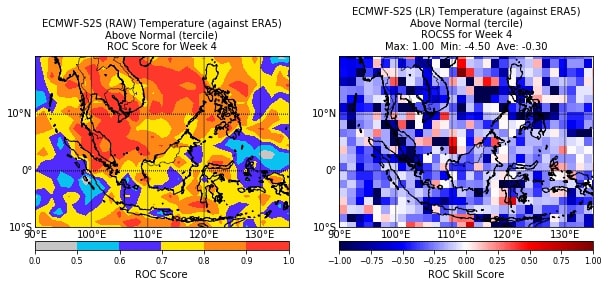 ECMWF-S2S (RAW) Temperature (against ERA5)
Above Normal (tercile)
ROC Score for Week 4
10°N
0°
10°S
90°E 100°E 110°E 120°E 130°E
0.0 0.5 0.6 0.7 0.8 0.9 1
ROC Score
ECMWF-S2S (LR) Temperature (against ERA5)
Above Normal (tercile)
ROCSS for Week 4
Max: 1.00 Min: -4.50 Ave: -0.30
10°N
0°
10°S
90°E 100°E 110°E 120°E 130°E
−1.00 −0.75 −0.50 −0.25 0.00 0.25 0.50 0.75 1.00
ROC Skill Score